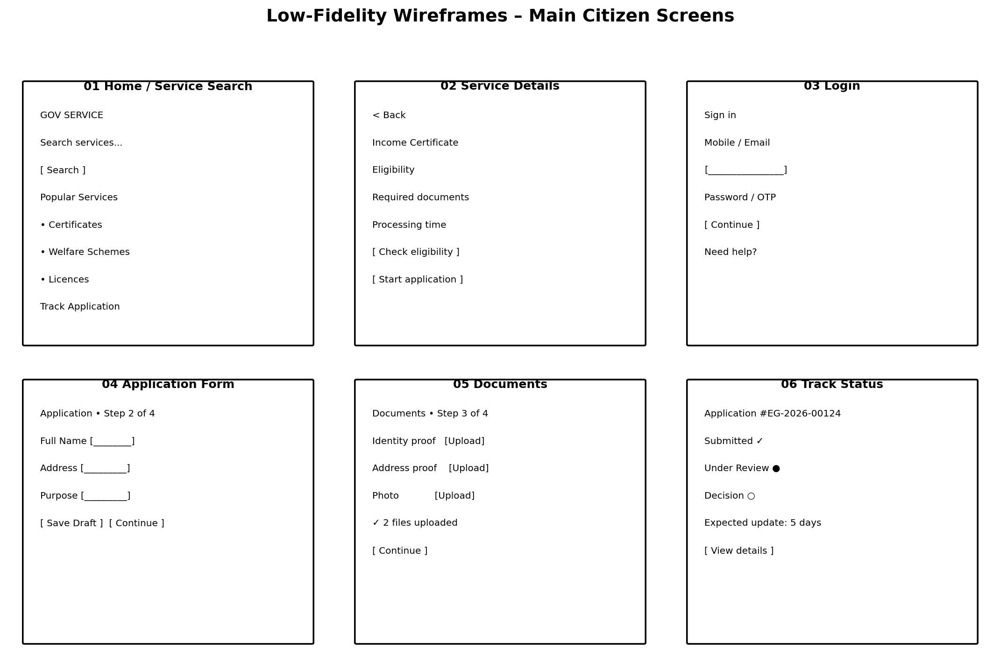 Low-Fidelity Wireframes – Main Citizen Screens
01 Home / Service Search
GOV SERVICE
Search services...
[ Search ]
Popular Services
• Certificates
• Welfare Schemes
• Licences
Track Application
02 Service Details
< Back
Income Certificate
Eligibility
Required documents
Processing time
[ Check eligibility ]
[ Start application ]
03 Login
Sign in
Mobile / Email
[________________]
Password / OTP
[ Continue ]
Need help?
04 Application Form
Application • Step 2 of 4
Full Name [________]
Address [_________]
Purpose [_________]
[ Save Draft ]  [ Continue ]
05 Documents
Documents • Step 3 of 4
Identity proof   [Upload]
Address proof    [Upload]
Photo            [Upload]
✓ 2 files uploaded
[ Continue ]
06 Track Status
Application #EG-2026-00124
Submitted ✓
Under Review ●
Decision ○
Expected update: 5 days
[ View details ]